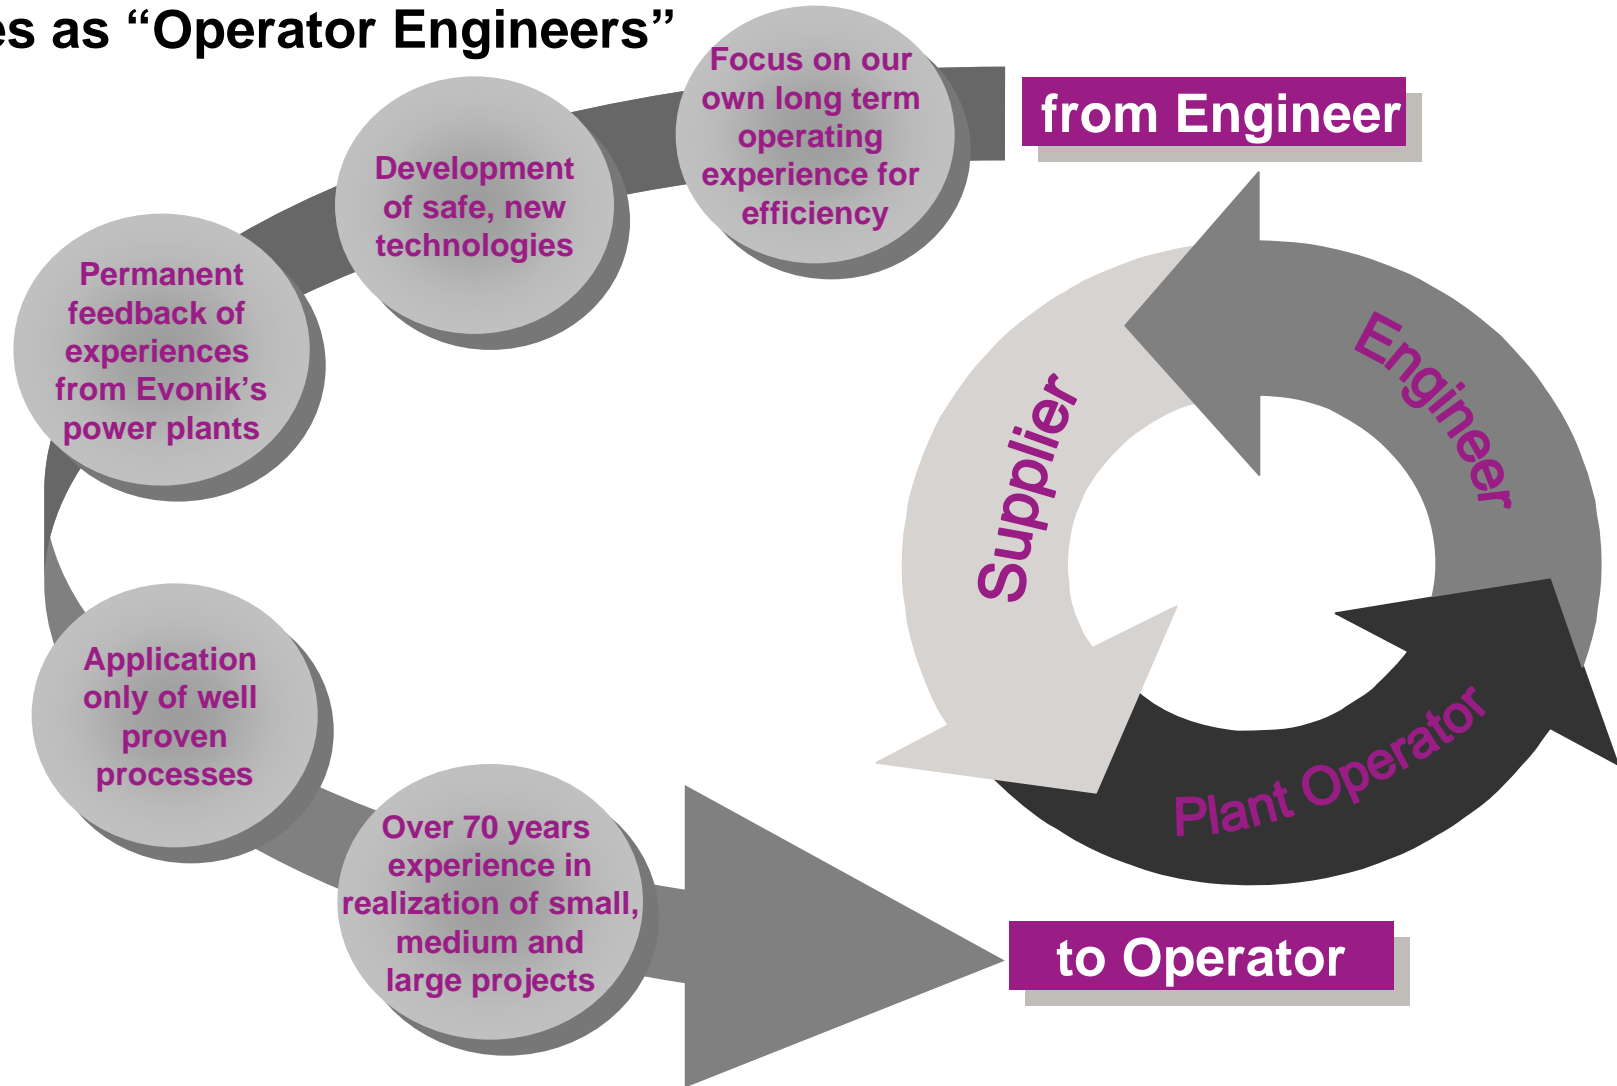 es as “Operator Engineers”
Focus on our
own long term
operating
experience for
efficiency
from Engineer
Development
of safe, new
technologies
Permanent
feedback of
experiences
from Evonik’s
power plants
Engineer
Supplier
Application
only of well
proven
processes
Plant Operator
Over 70 years
experience in
realization of small,
medium and
large projects
to Operator